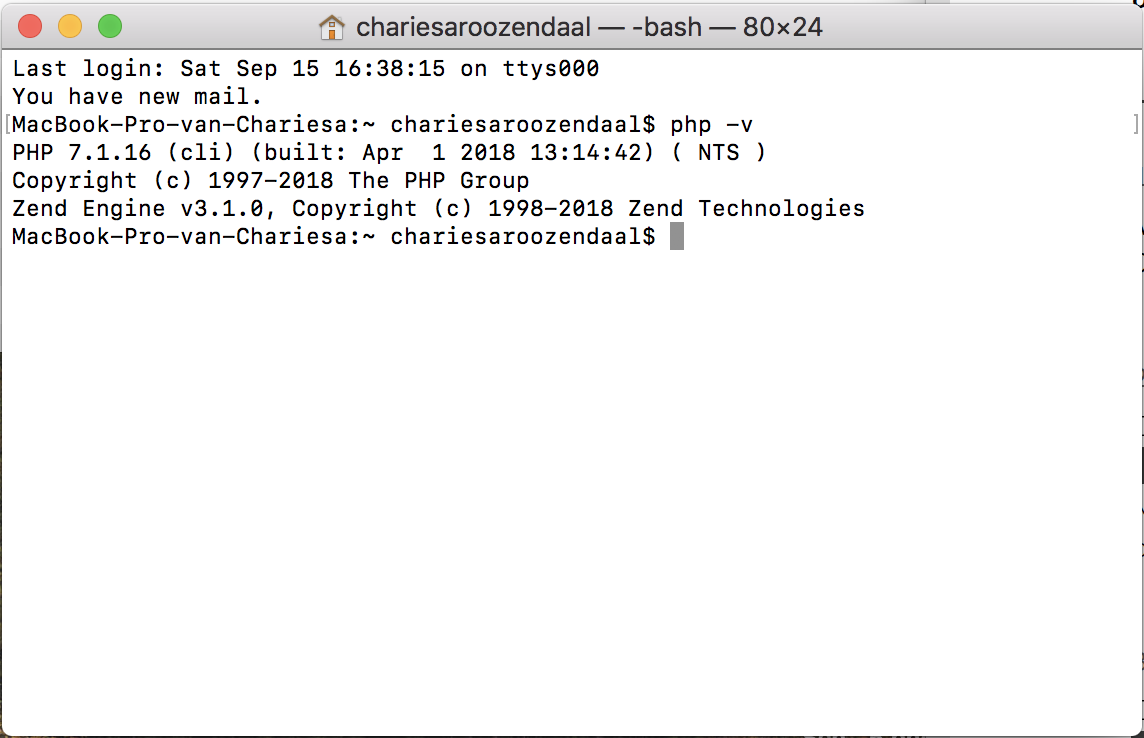 chariesaroozendaal — -bash — 80×24
Last login: Sat Sep 15 16:38:15 on ttys000
You have new mail.
[MacBook-Pro-van-Chariesa:~ chariesaroozendaal$ php -v ]
PHP 7.1.16 (cli) (built: Apr  1 2018 13:14:42) ( NTS )
Copyright (c) 1997-2018 The PHP Group
Zend Engine v3.1.0, Copyright (c) 1998-2018 Zend Technologies
MacBook-Pro-van-Chariesa:~ chariesaroozendaal$